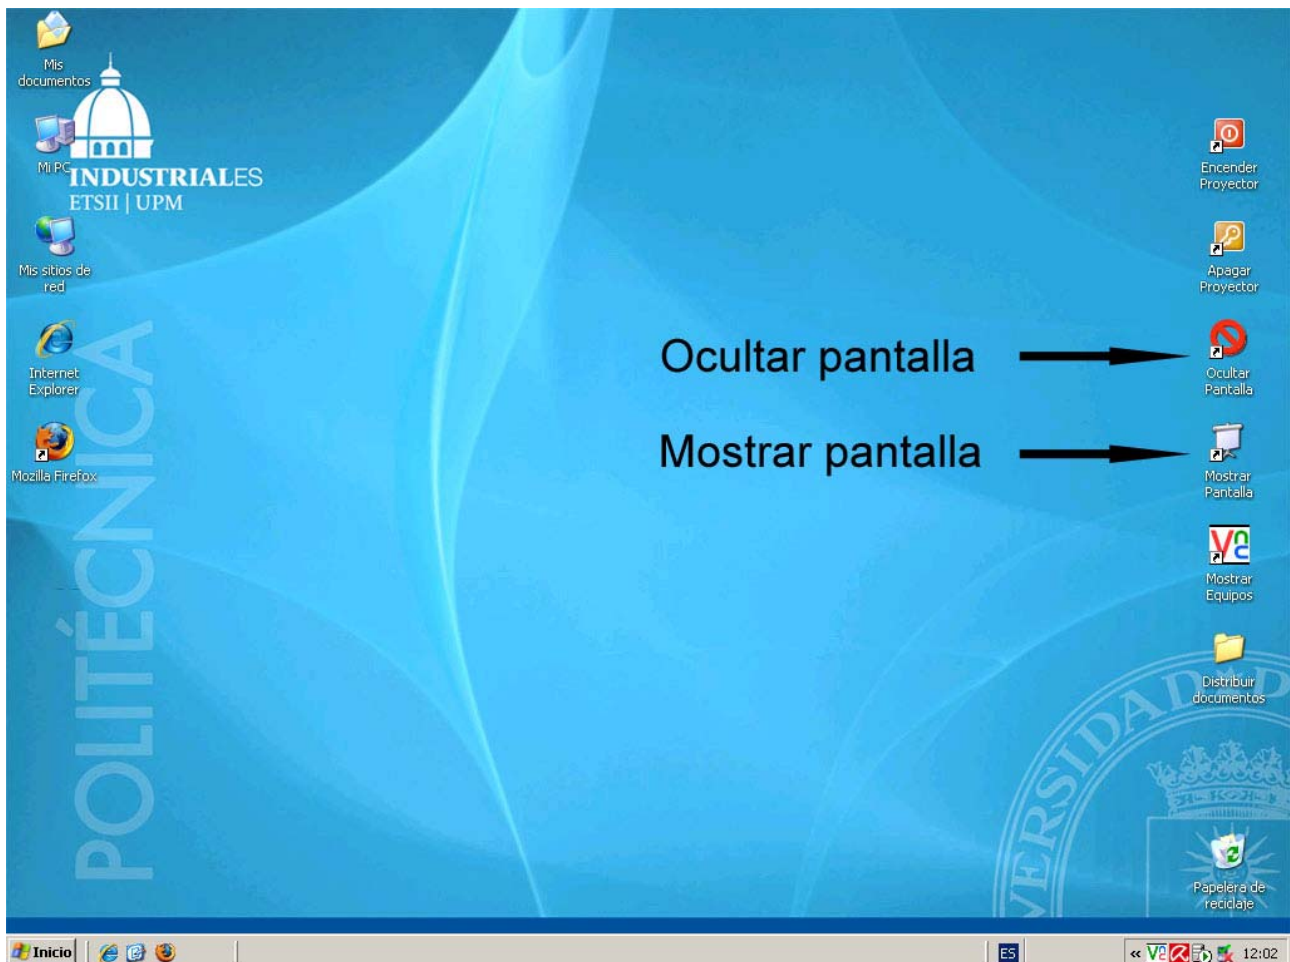 Mis
documentos
Mi PC
INDUSTRIALES
ETSII | UPM
Mis sitios de
red
Internet
Explorer
Mozilla Firefox
POLITÉCNICA
Ocultar pantalla
Mostrar pantalla
Encender
Proyector
Apagar
Proyector
Ocultar
Pantalla
Mostrar
Pantalla
Mostrar
Equipos
Distribuir
documentos
Papelera de
reciclaje
Inicio
ES
12:02